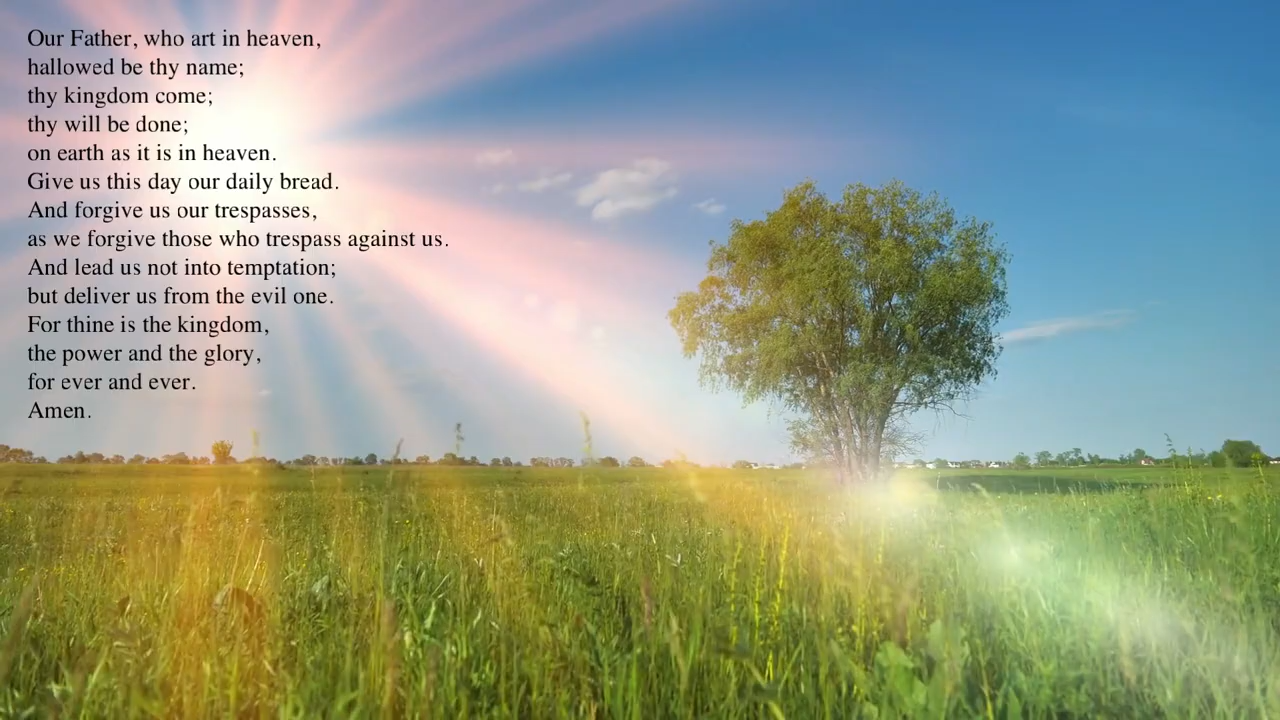 Our Father, who art in heaven,
hallowed be thy name;
thy kingdom come;
thy will be done;
on earth as it is in heaven.
Give us this day our daily bread.
And forgive us our trespasses,
as we forgive those who trespass against us.
And lead us not into temptation;
but deliver us from the evil one.
For thine is the kingdom,
the power and the glory,
for ever and ever.
Amen.